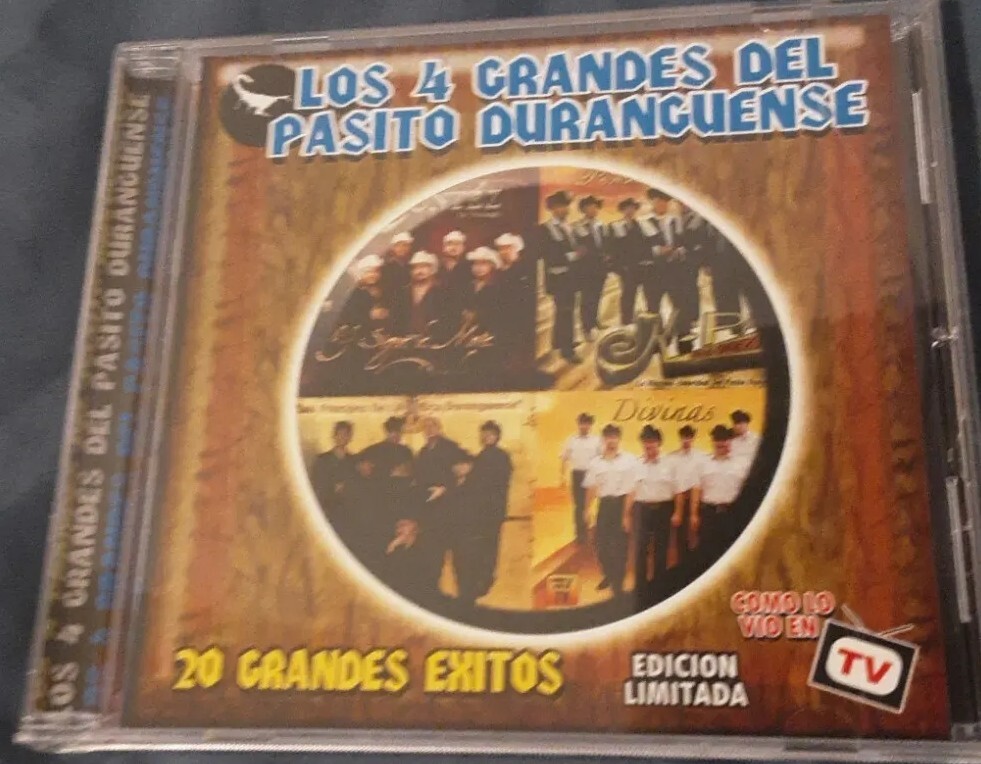 LOS 4 GRANDES DEL
PASITO DURANGUENSE
Divinas
COMO LO
VIO EN
TV
20 GRANDES EXITOS
EDICION
LIMITADA
LOS 4 GRANDES DEL PASITO DURANGUENSE